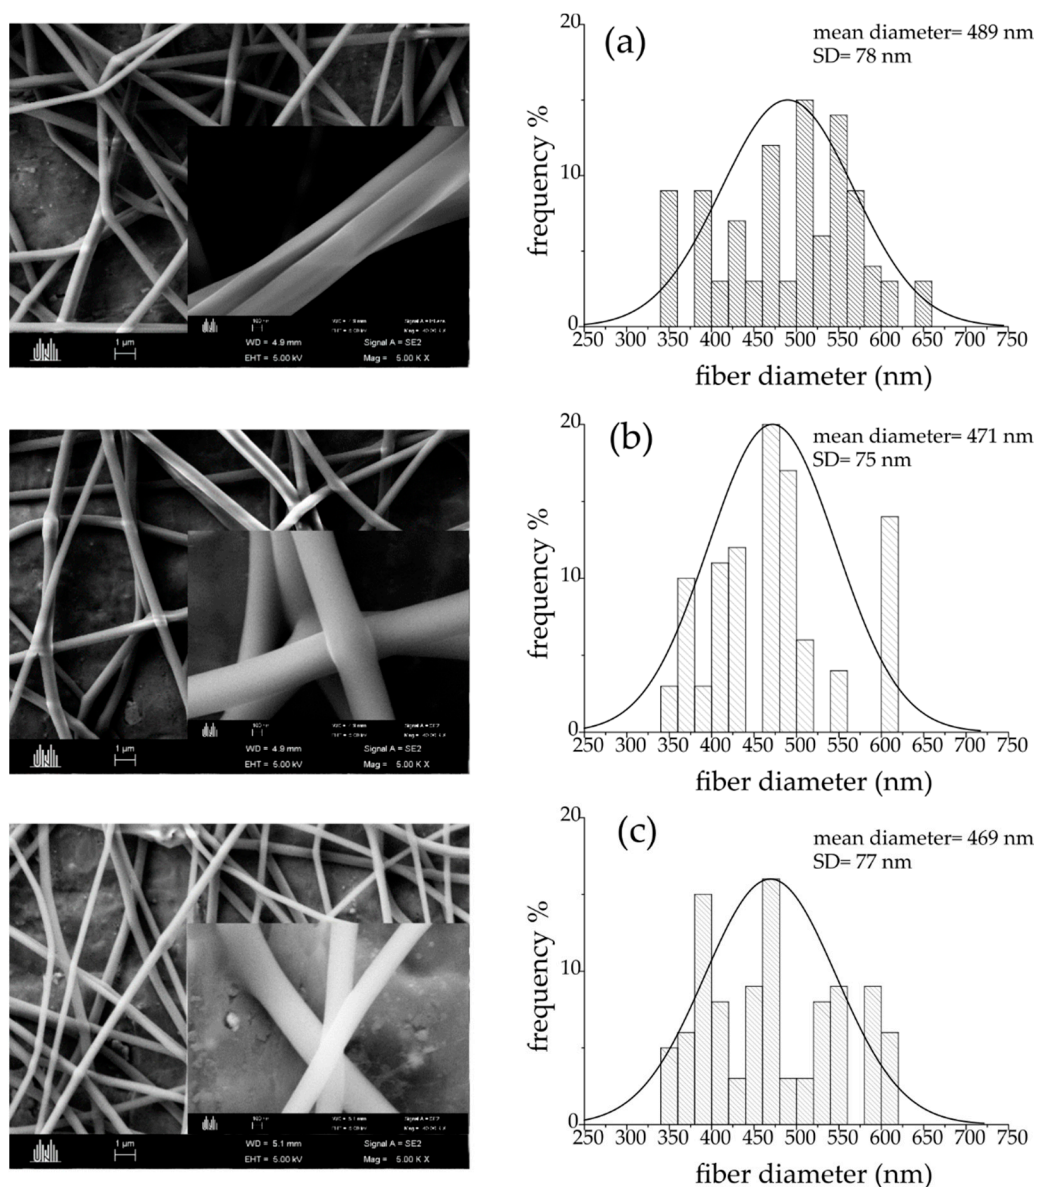 (a)
mean diameter= 489 nm
SD= 78 nm
20
10
0
frequency %
250 300 350 400 450 500 550 600 650 700 750
fiber diameter (nm)
1 µm
WD = 4.9 mm
Signal A = SE2
EHT = 5.00 kV
Mag = 5.00 K X
(b)
mean diameter= 471 nm
SD= 75 nm
20
10
0
frequency %
250 300 350 400 450 500 550 600 650 700 750
fiber diameter (nm)
1 µm
WD = 4.9 mm
Signal A = SE2
EHT = 5.00 kV
Mag = 5.00 K X
(c)
mean diameter= 469 nm
SD= 77 nm
20
10
0
frequency %
250 300 350 400 450 500 550 600 650 700 750
fiber diameter (nm)
WD = 5.1 mm
1 µm
WD = 5.1 mm
Signal A = SE2
EHT = 5.00 kV
Mag = 5.00 K X